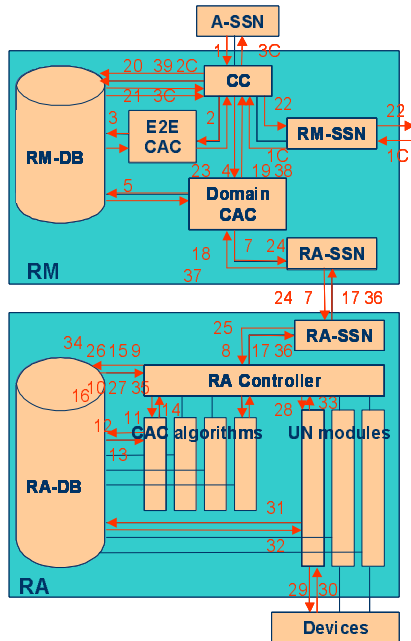 A-SSN
1 3C
20 39 2C
CC
21 3C
22
22
3
E2E
CAC
2
RM-SSN
RM-DB
1C
1C
23 4 19 38
5
Domain
CAC
18
7 24
RA-SSN
37
RM
24 7 17 36
25
RA-SSN
34
26 15 9
8 17 36
RA Controller
16
10 27 35
11 14
28 33
12
CAC algorithms
UN modules
13
RA-DB
31
32
RA
29 30
Devices